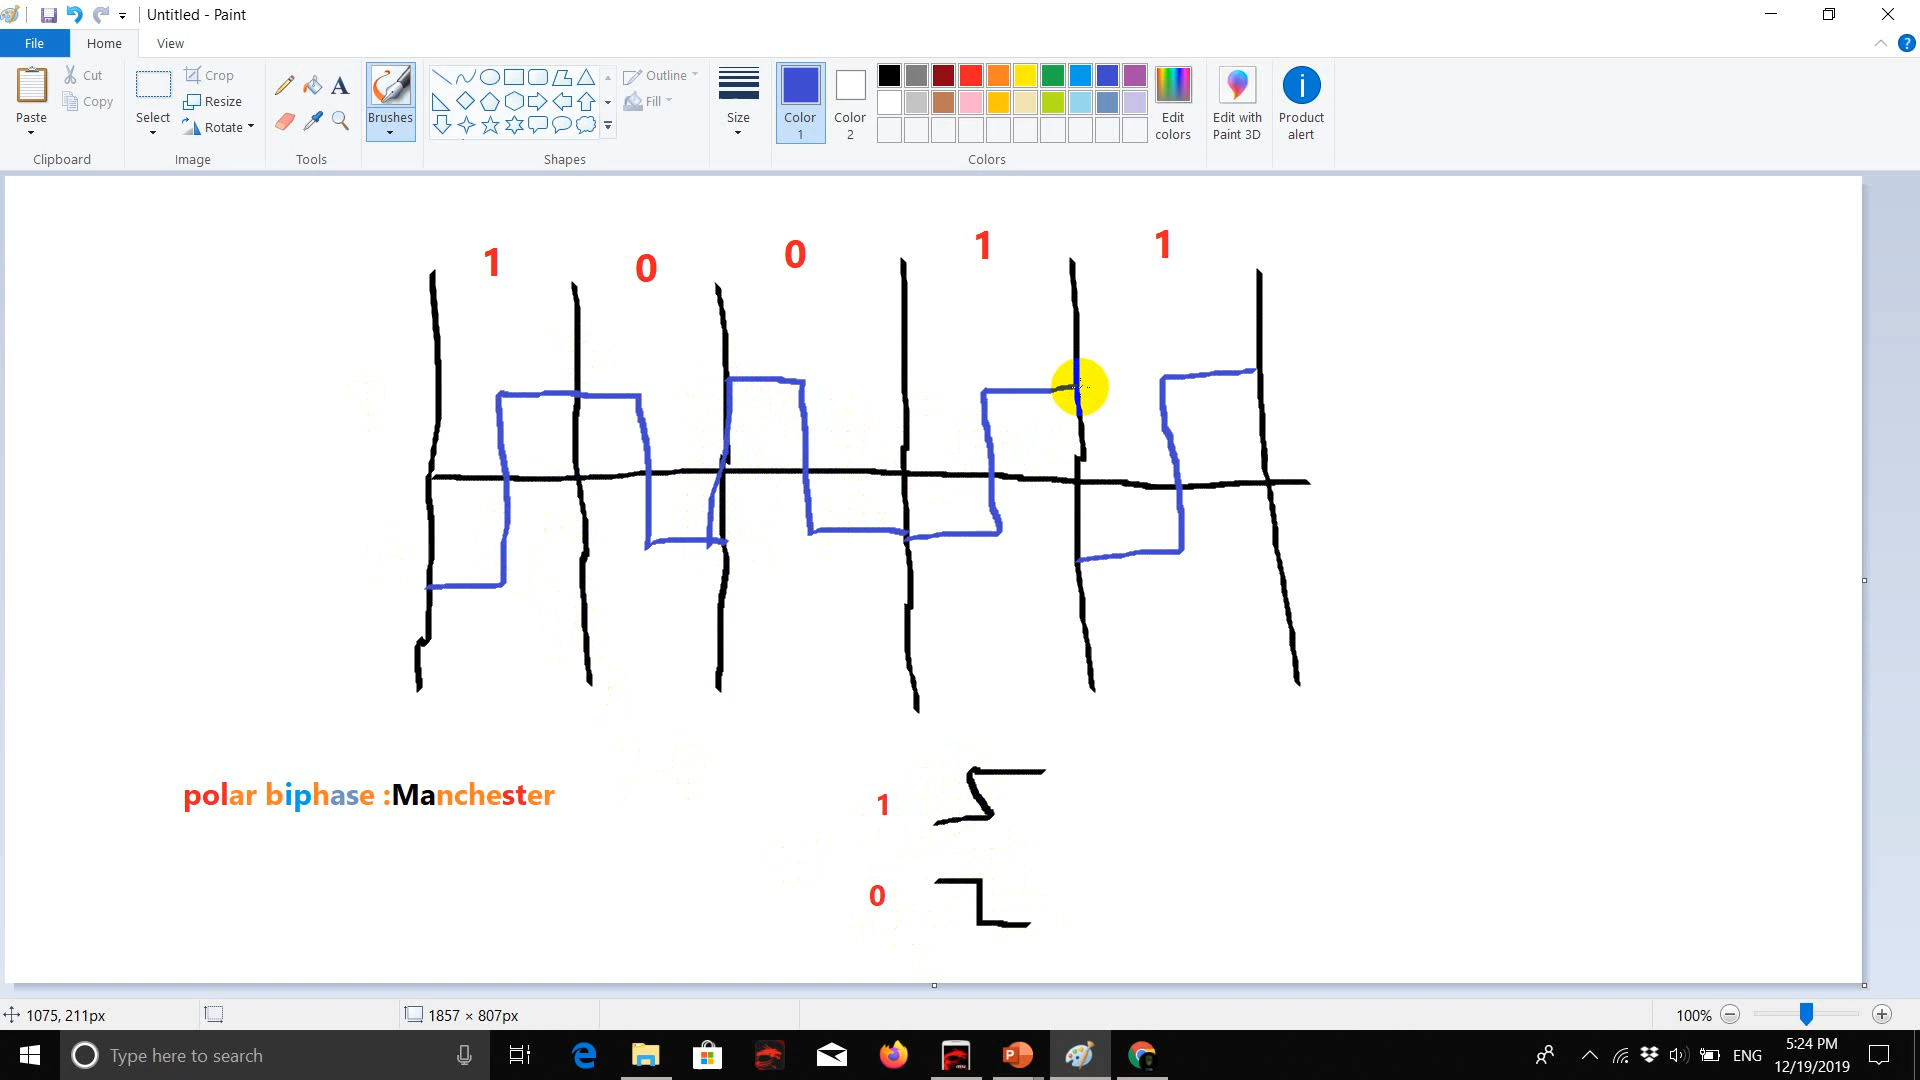 Untitled - Paint
File Home View
Paste Cut Copy Clipboard
Select Crop Resize Rotate Image
Tools
Brushes
Outline Fill Shapes
Size
Color 1 Color 2 Edit colors Colors
Edit with Paint 3D
Product alert
1 0 0 1 1
polar biphase :Manchester
1
0
1075, 211px 1857 × 807px 100%
Type here to search
ENG
5:24 PM
12/19/2019